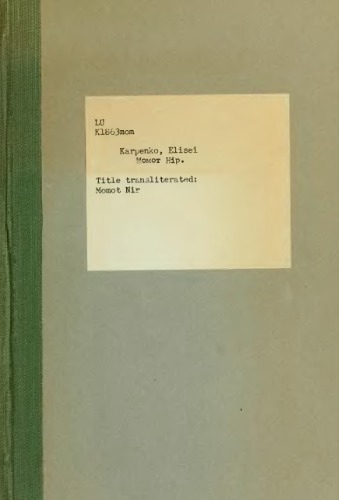 LU
K1863mom
Karpenko, Elisei
Момот Нір.
Title transliterated:
Momot Nir